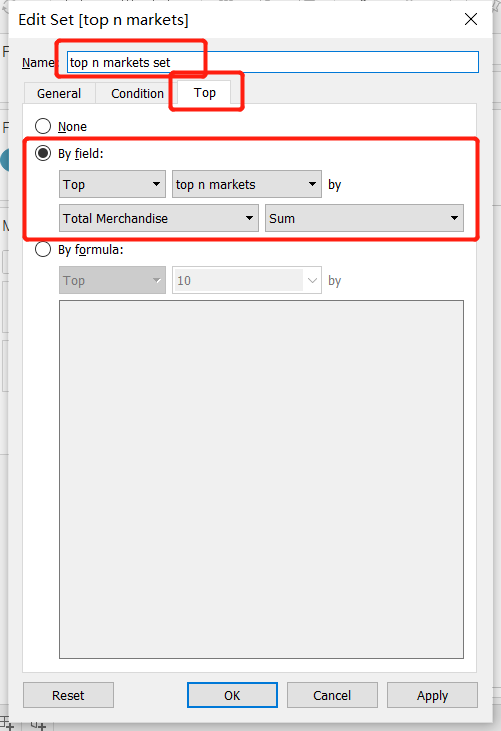 Edit Set [top n markets]
Name: top n markets set
General Condition Top
None
By field:
Top top n markets by
Total Merchandise Sum
By formula:
Top 10 by
Reset OK Cancel Apply